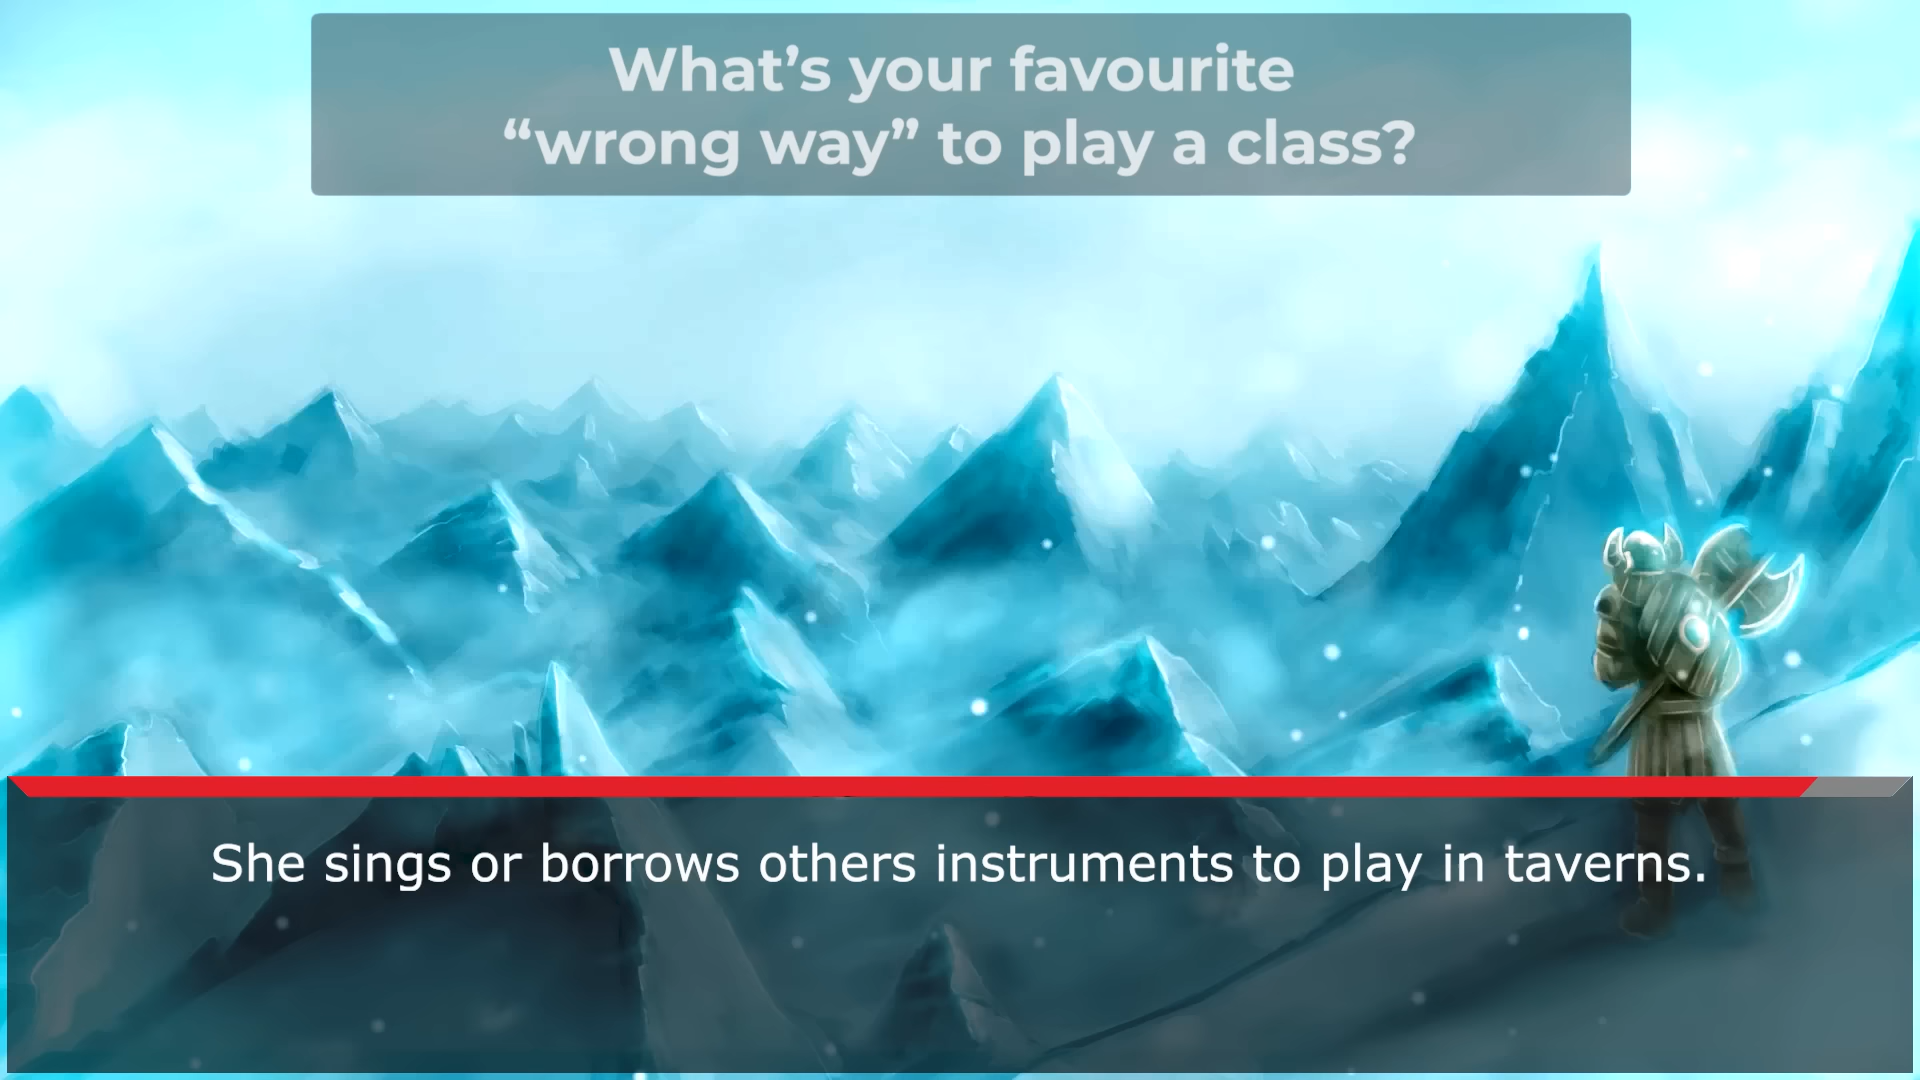 What’s your favourite
“wrong way” to play a class?
She sings or borrows others instruments to play in taverns.